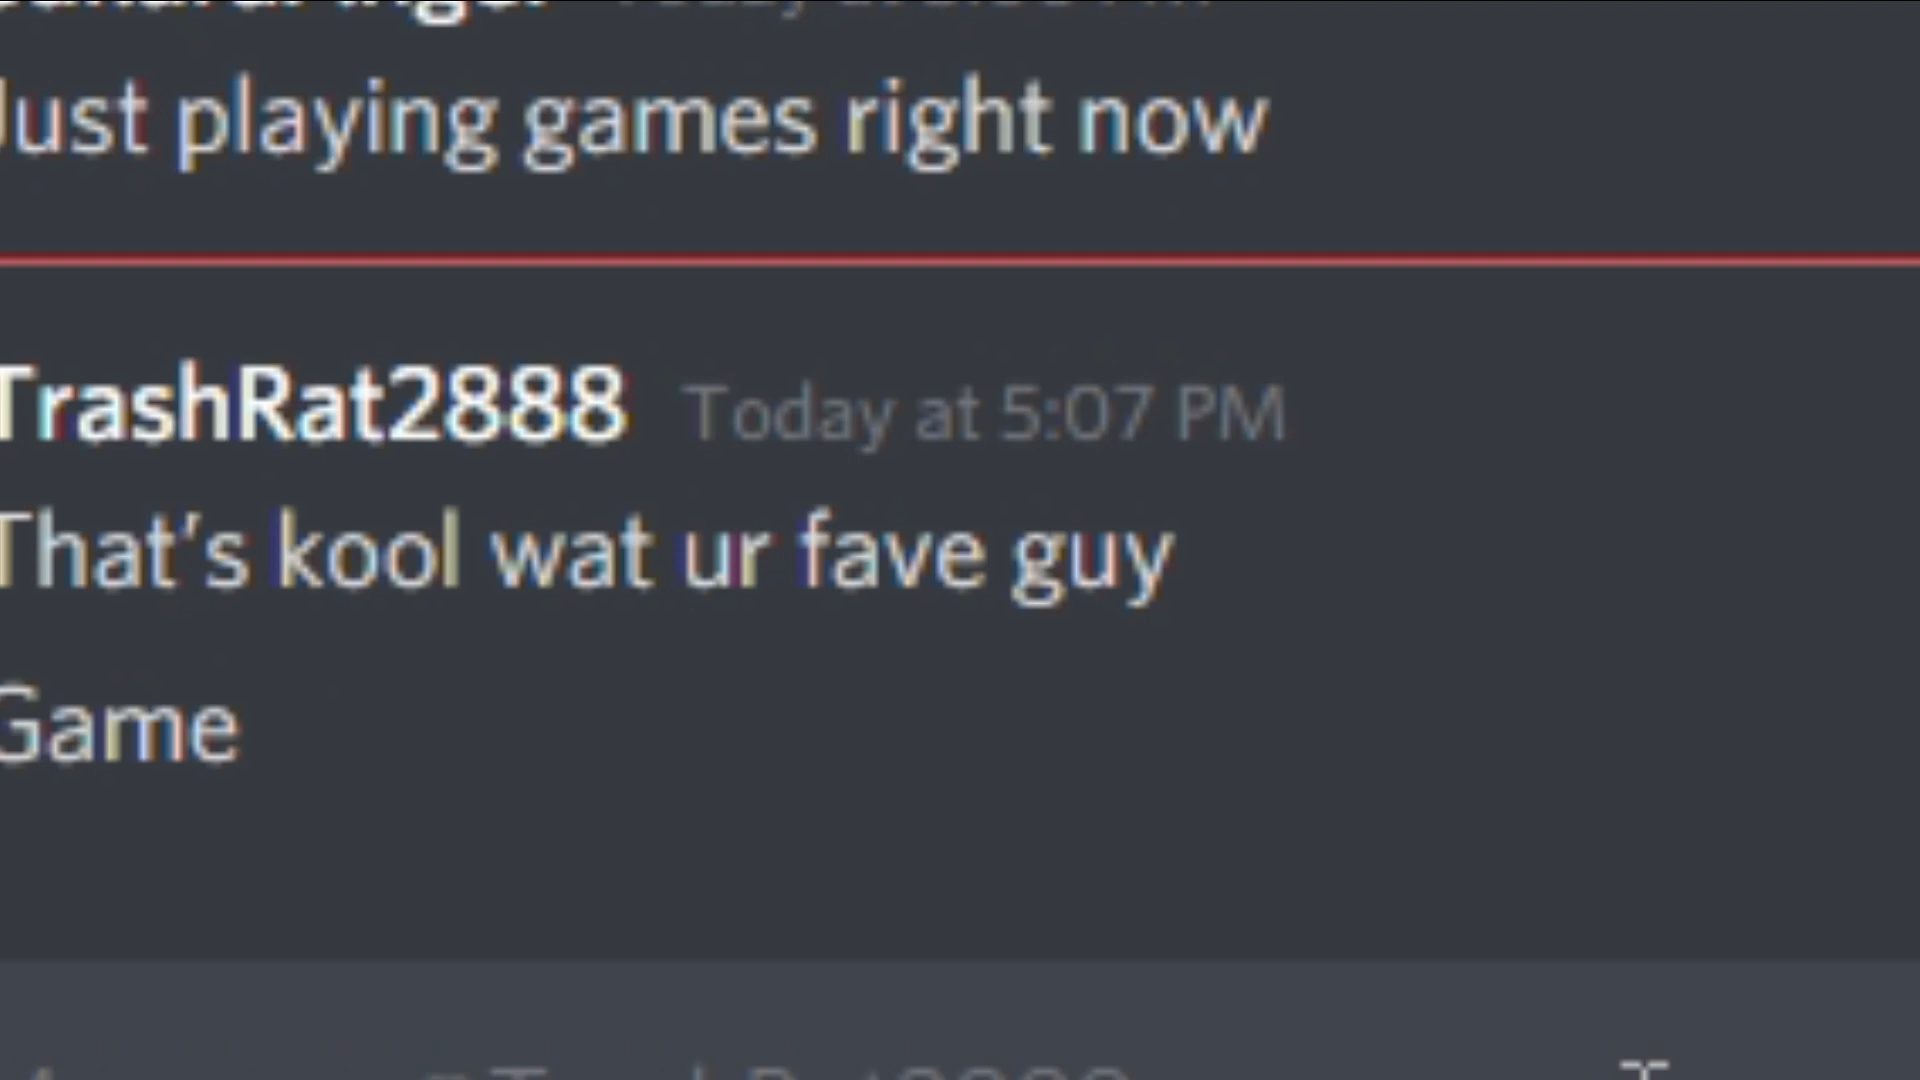 Just playing games right now
TrashRat2888 Today at 5:07 PM
That's kool wat ur fave guy
Game